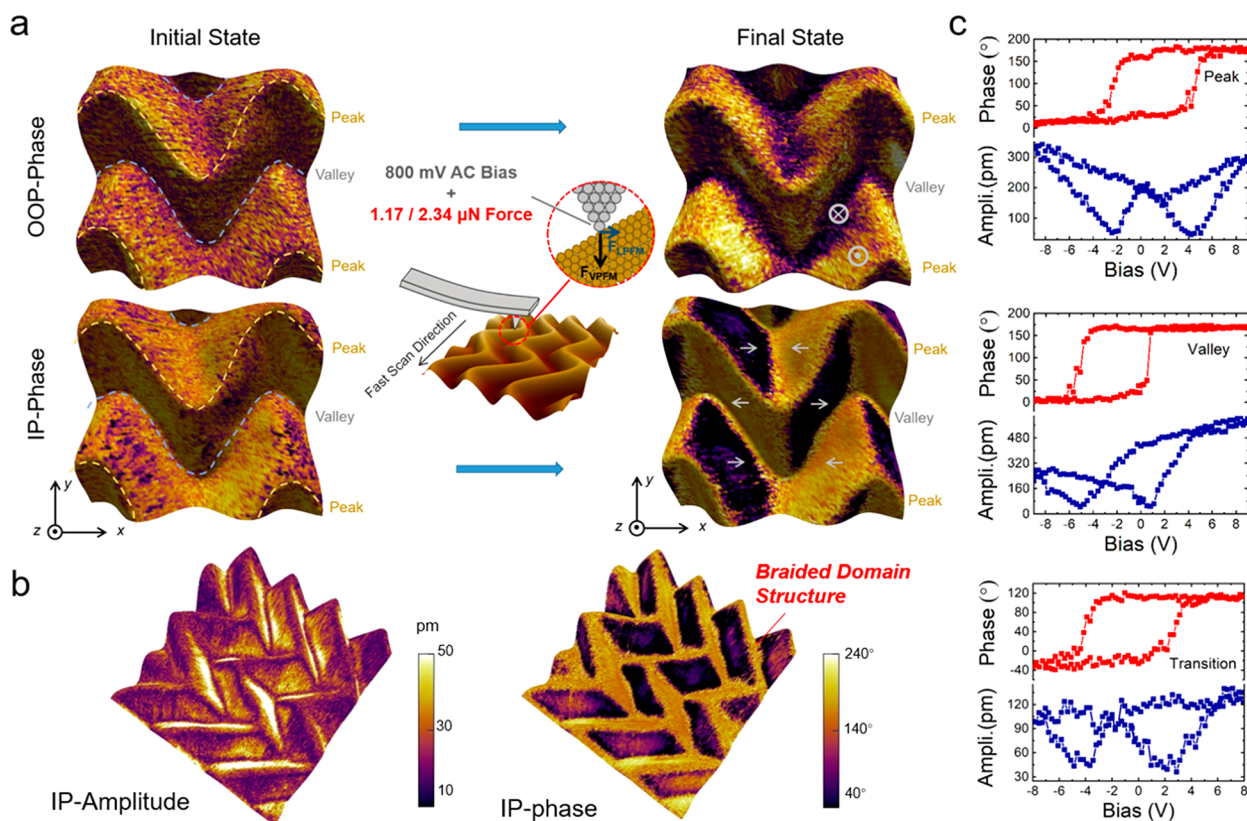 a
Initial State
Final State
OOP-Phase
Peak
Valley
Peak
800 mV AC Bias
+
1.17 / 2.34 μN Force
F_LPFM
F_VPFM
Fast Scan Direction
IP-Phase
Peak
Valley
Peak
y
z
x
Peak
Valley
Peak
Peak
Valley
Peak
y
z
x
b
IP-Amplitude
pm
50
30
10
IP-phase
Braided Domain
Structure
240°
140°
40°
c
Phase (°)
200
150
100
50
0
Peak
Ampli.(pm)
300
200
100
-8 -6 -4 -2 0 2 4 6 8
Bias (V)
Phase (°)
200
150
100
50
0
Valley
Ampli.(pm)
480
320
160
0
-8 -6 -4 -2 0 2 4 6 8
Bias (V)
Phase (°)
120
80
40
0
-40
Transition
Ampli.(pm)
120
90
60
30
-8 -6 -4 -2 0 2 4 6 8
Bias (V)